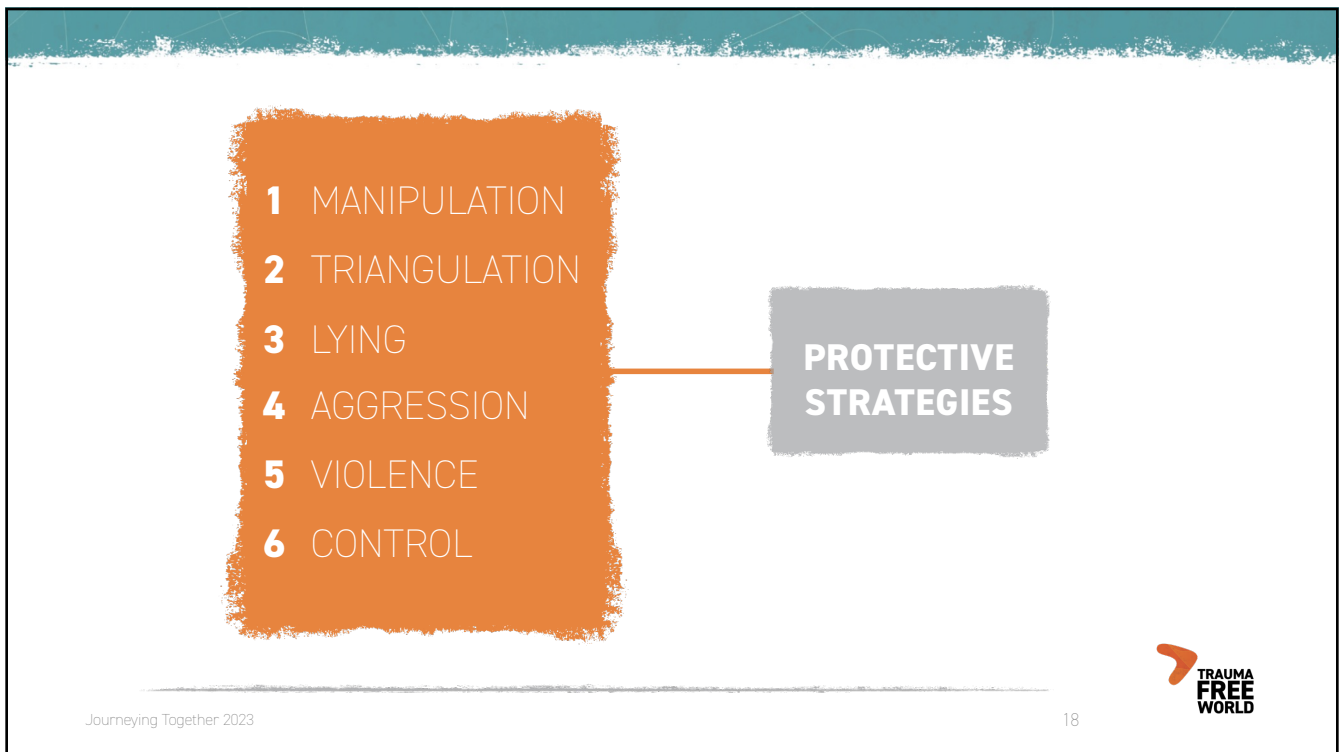 1 MANIPULATION
2 TRIANGULATION
3 LYING
4 AGGRESSION
5 VIOLENCE
6 CONTROL
PROTECTIVE
STRATEGIES
Journeying Together 2023
18
TRAUMA
FREE
WORLD